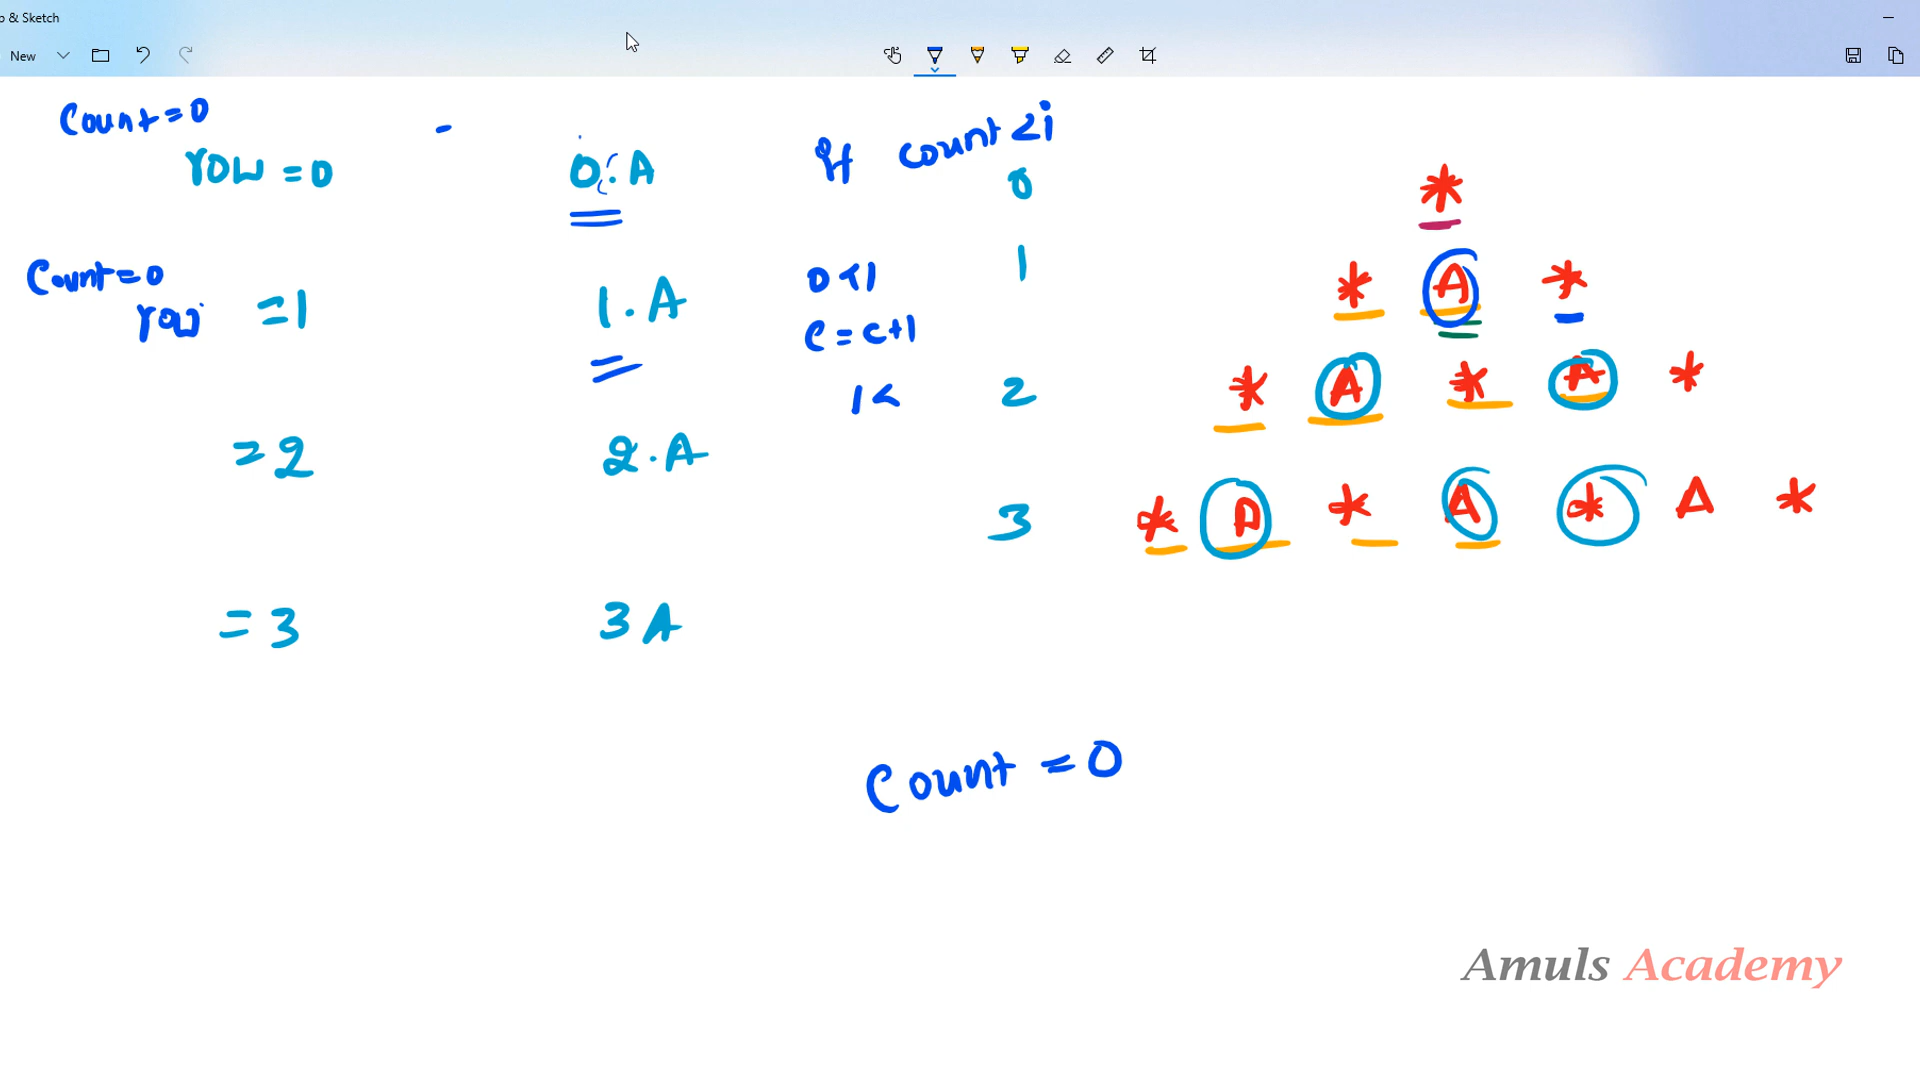 p & Sketch
New
Count=0
row =0
0.A
If count<i
0
*
Count=0
row =1
1.A
0<1
c=c+1
1<
1
* A *
=2
2.A
2
* A * A *
=3
3A
3
* A * A * A *
Count =0
Amuls Academy